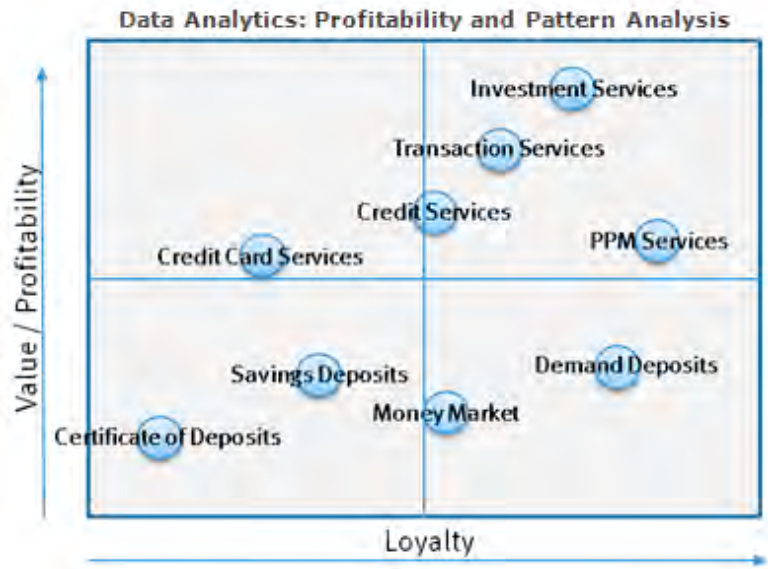 Data Analytics: Profitability and Pattern Analysis
Investment Services
Transaction Services
Credit Services
PPM Services
Credit Card Services
Value / Profitability
Demand Deposits
Savings Deposits
Money Market
Certificate of Deposits
Loyalty